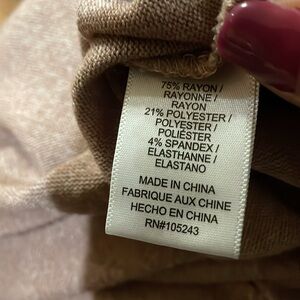 75% RAYON /
RAYONNE /
RAYON
21% POLYESTER /
POLYESTER /
POLIÉSTER
4% SPANDEX /
ELASTHANNE /
ELASTANO
MADE IN CHINA
FABRIQUE AUX CHINE
HECHO EN CHINA
RN#105243